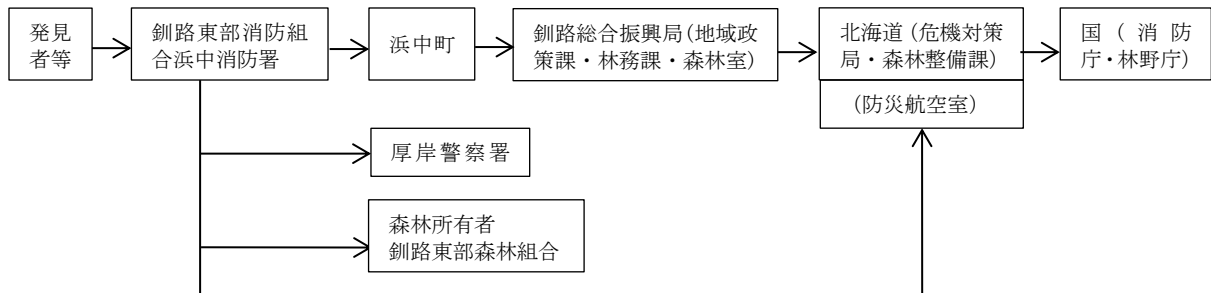 発見
者等
釧路東部消防組
合浜中消防署
浜中町
釧路総合振興局(地域政
策課・林務課・森林室)
北海道(危機対策
局・森林整備課)
(防災航空室)
国(消防
庁・林野庁)
厚岸警察署
森林所有者
釧路東部森林組合